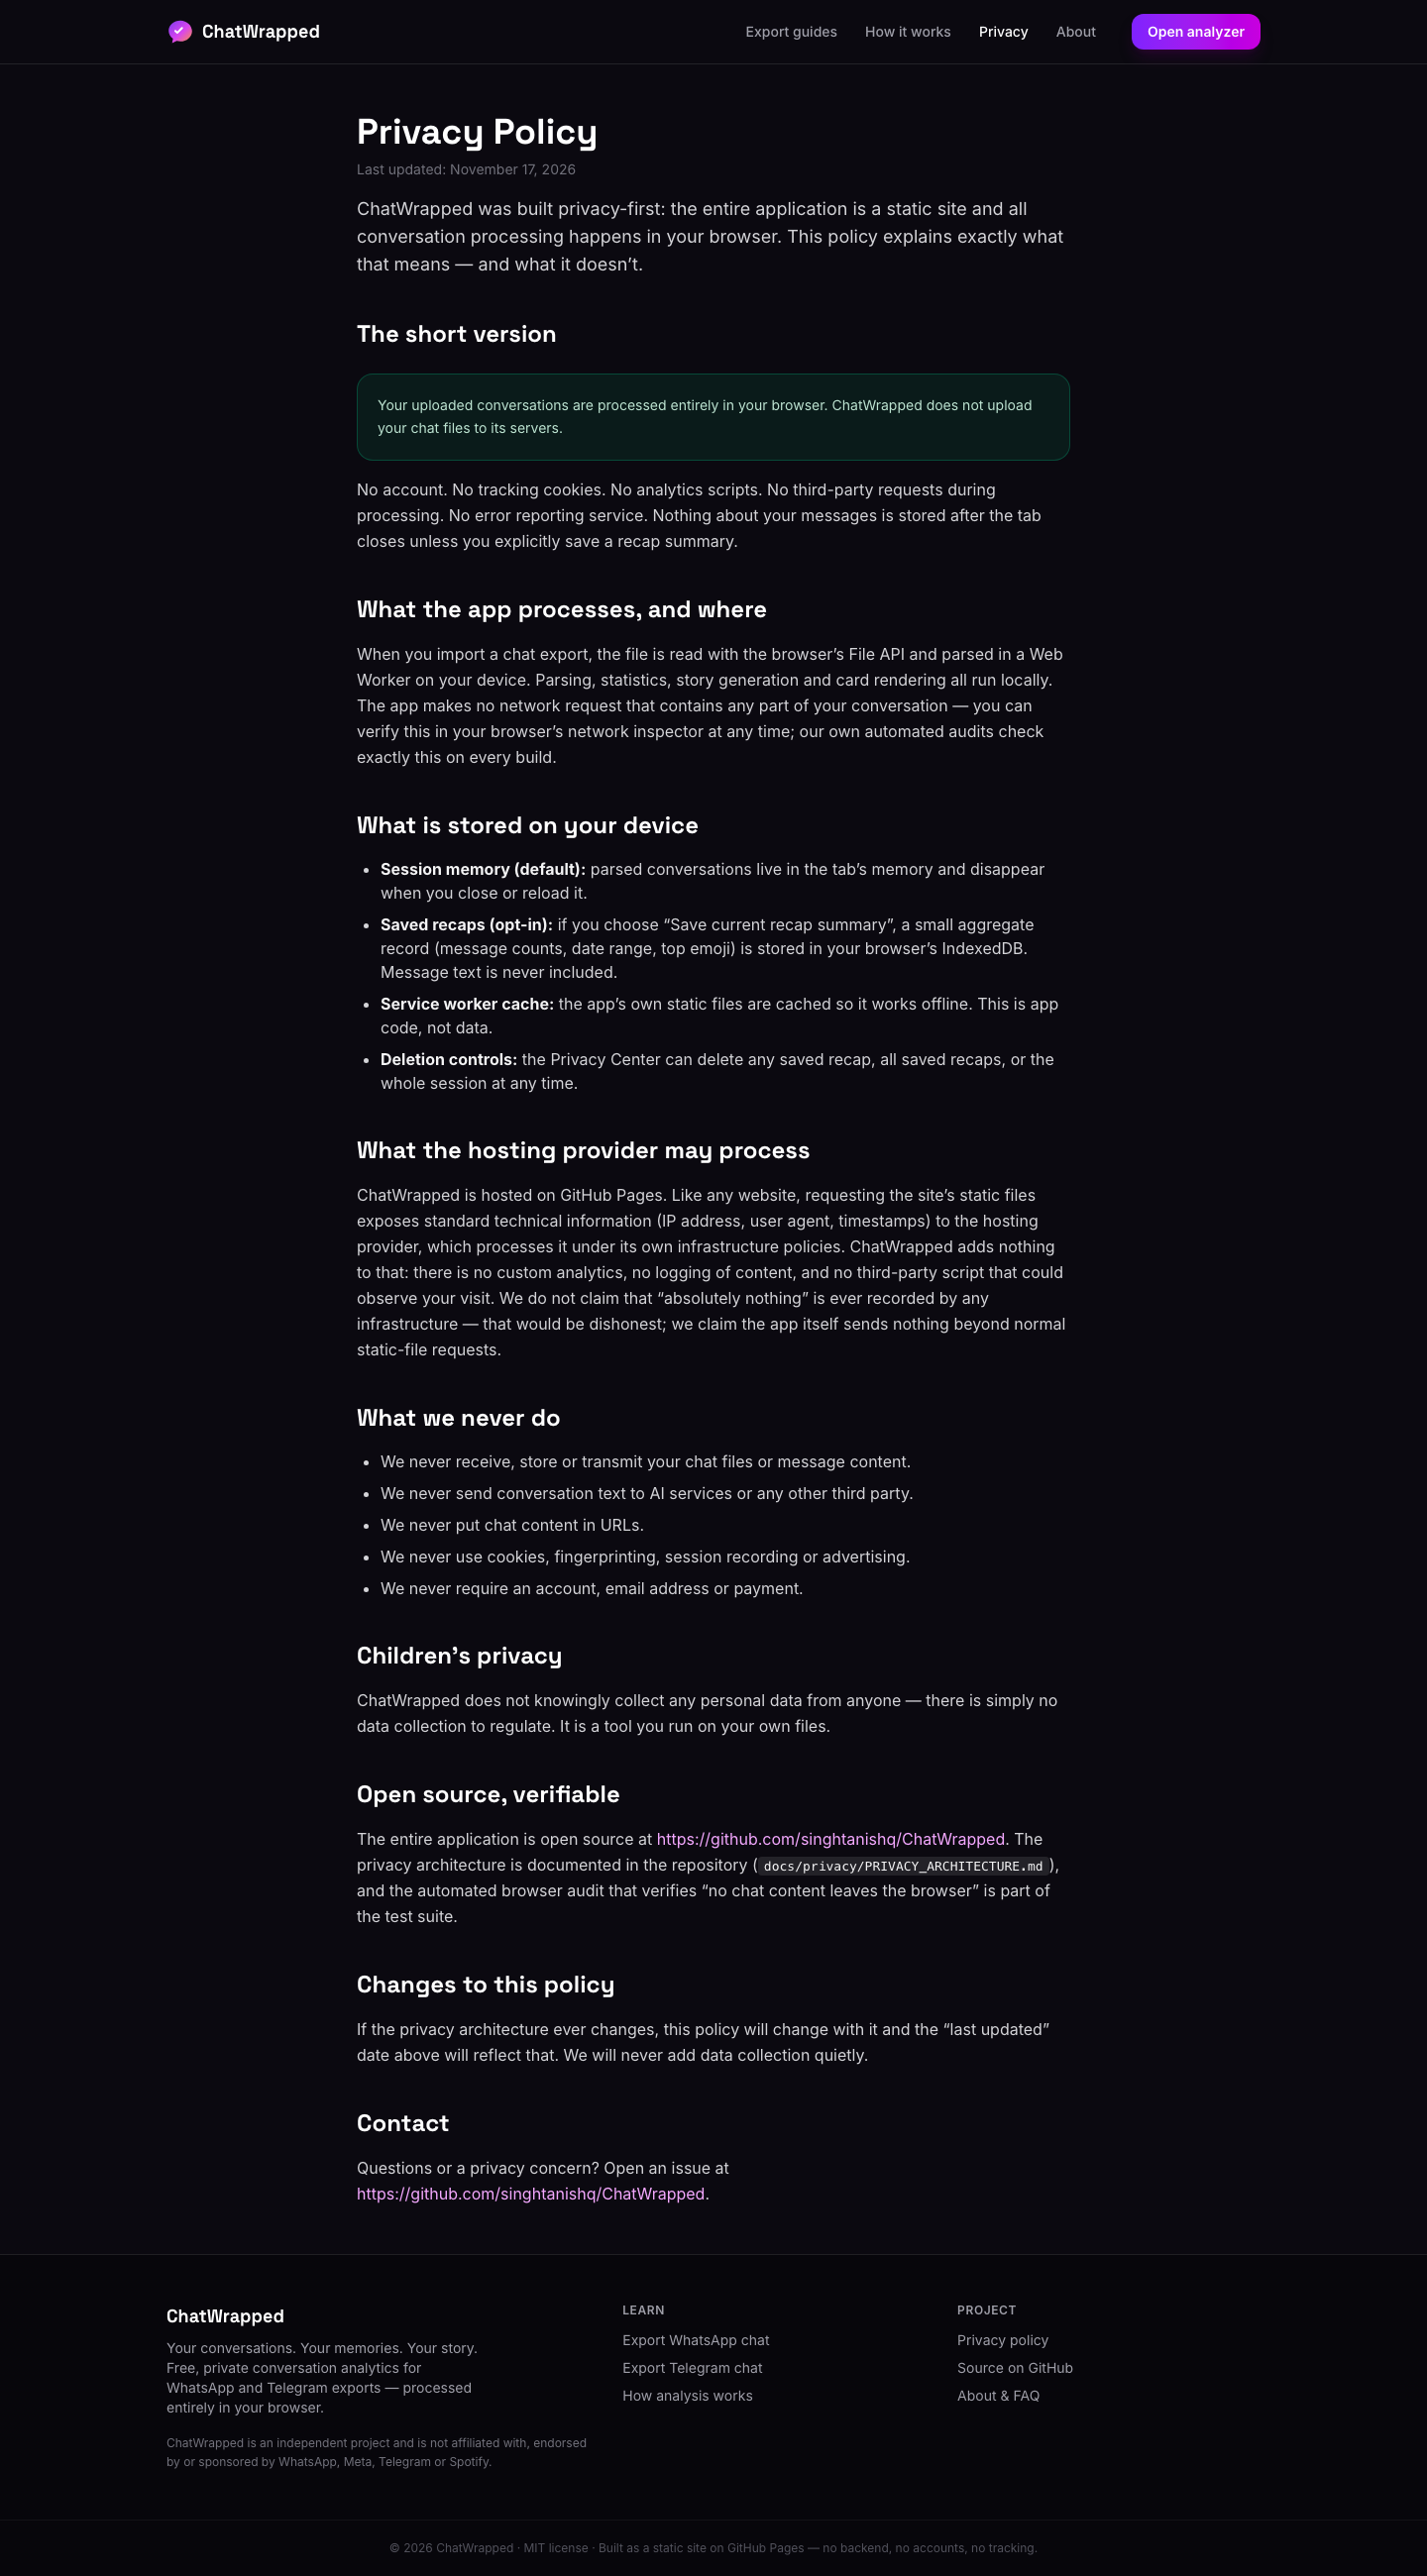 ChatWrapped
Export guides How it works Privacy About Open analyzer
Privacy Policy
Last updated: November 17, 2026
ChatWrapped was built privacy-first: the entire application is a static site and all
conversation processing happens in your browser. This policy explains exactly what
that means — and what it doesn’t.
The short version
Your uploaded conversations are processed entirely in your browser. ChatWrapped does not upload
your chat files to its servers.
No account. No tracking cookies. No analytics scripts. No third-party requests during
processing. No error reporting service. Nothing about your messages is stored after the tab
closes unless you explicitly save a recap summary.
What the app processes, and where
When you import a chat export, the file is read with the browser’s File API and parsed in a Web
Worker on your device. Parsing, statistics, story generation and card rendering all run locally.
The app makes no network request that contains any part of your conversation — you can
verify this in your browser’s network inspector at any time; our own automated audits check
exactly this on every build.
What is stored on your device
• Session memory (default): parsed conversations live in the tab’s memory and disappear
when you close or reload it.
• Saved recaps (opt-in): if you choose “Save current recap summary”, a small aggregate
record (message counts, date range, top emoji) is stored in your browser’s IndexedDB.
Message text is never included.
• Service worker cache: the app’s own static files are cached so it works offline. This is app
code, not data.
• Deletion controls: the Privacy Center can delete any saved recap, all saved recaps, or the
whole session at any time.
What the hosting provider may process
ChatWrapped is hosted on GitHub Pages. Like any website, requesting the site’s static files
exposes standard technical information (IP address, user agent, timestamps) to the hosting
provider, which processes it under its own infrastructure policies. ChatWrapped adds nothing
to that: there is no custom analytics, no logging of content, and no third-party script that could
observe your visit. We do not claim that “absolutely nothing” is ever recorded by any
infrastructure — that would be dishonest; we claim the app itself sends nothing beyond normal
static-file requests.
What we never do
• We never receive, store or transmit your chat files or message content.
• We never send conversation text to AI services or any other third party.
• We never put chat content in URLs.
• We never use cookies, fingerprinting, session recording or advertising.
• We never require an account, email address or payment.
Children’s privacy
ChatWrapped does not knowingly collect any personal data from anyone — there is simply no
data collection to regulate. It is a tool you run on your own files.
Open source, verifiable
The entire application is open source at https://github.com/singhtanishq/ChatWrapped. The
privacy architecture is documented in the repository (docs/privacy/PRIVACY_ARCHITECTURE.md),
and the automated browser audit that verifies “no chat content leaves the browser” is part of
the test suite.
Changes to this policy
If the privacy architecture ever changes, this policy will change with it and the “last updated”
date above will reflect that. We will never add data collection quietly.
Contact
Questions or a privacy concern? Open an issue at
https://github.com/singhtanishq/ChatWrapped.
ChatWrapped
Your conversations. Your memories. Your story.
Free, private conversation analytics for
WhatsApp and Telegram exports — processed
entirely in your browser.
ChatWrapped is an independent project and is not affiliated with, endorsed
by or sponsored by WhatsApp, Meta, Telegram or Spotify.
LEARN
Export WhatsApp chat
Export Telegram chat
How analysis works
PROJECT
Privacy policy
Source on GitHub
About & FAQ
© 2026 ChatWrapped · MIT license · Built as a static site on GitHub Pages — no backend, no accounts, no tracking.